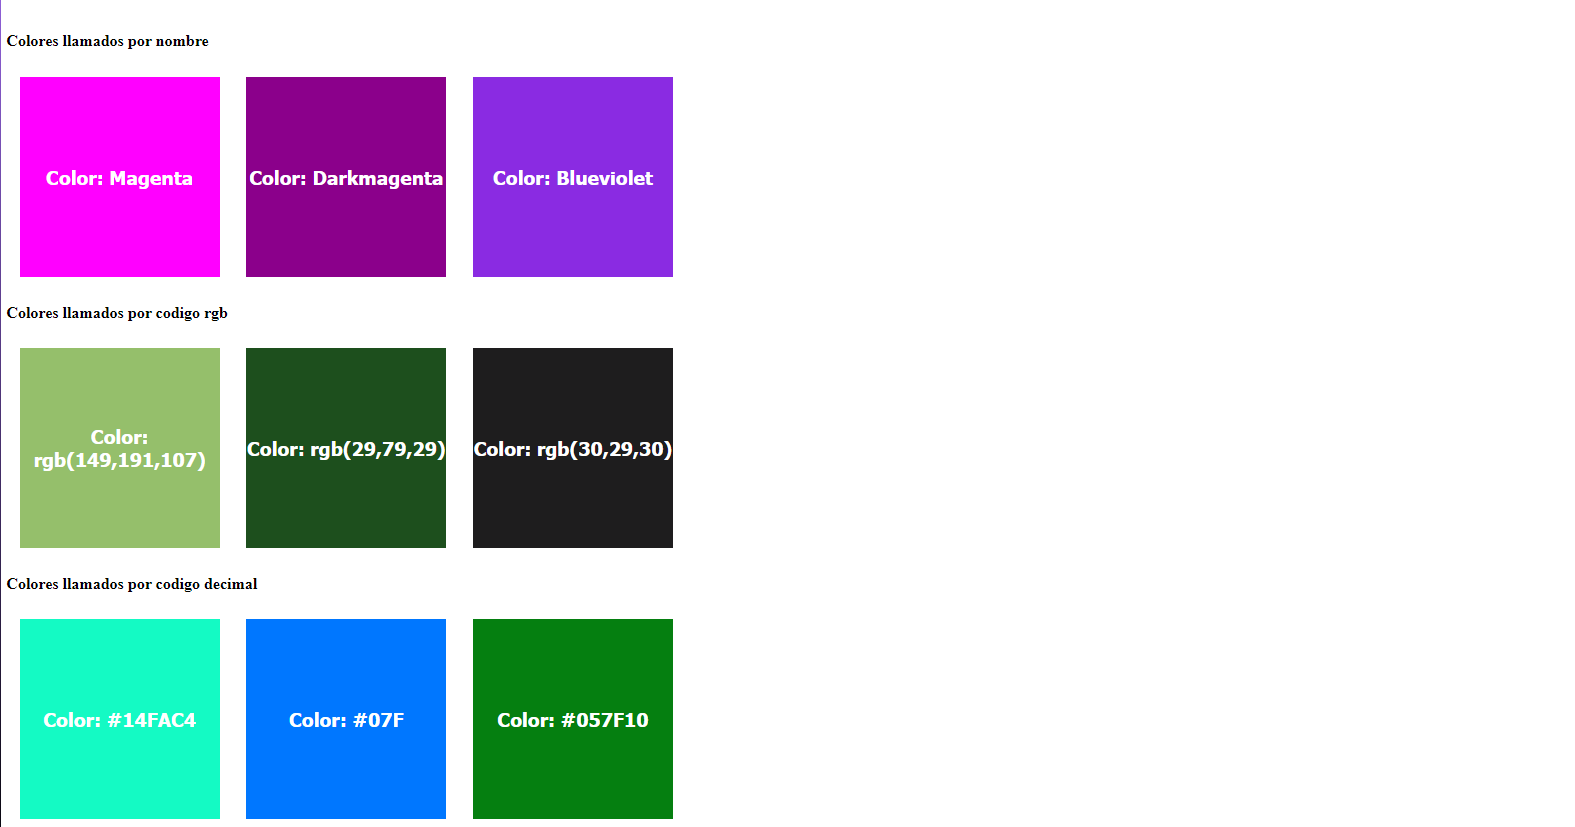 Colores llamados por nombre
Color: Magenta
Color: Darkmagenta
Color: Blueviolet
Colores llamados por codigo rgb
Color:
rgb(149,191,107)
Color: rgb(29,79,29)
Color: rgb(30,29,30)
Colores llamados por codigo decimal
Color: #14FAC4
Color: #07F
Color: #057F10